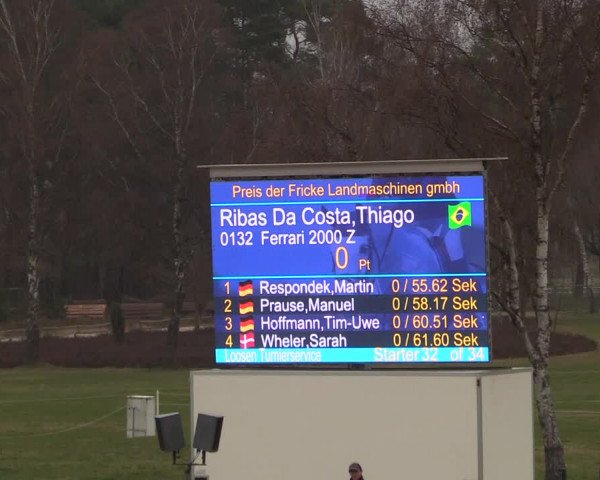 Preis der Fricke Landmaschinen gmbh
Ribas Da Costa,Thiago
0132 Ferrari 2000 Z
0 Pt
1 Respondek,Martin 0 / 55.62 Sek
2 Prause,Manuel 0 / 58.17 Sek
3 Hoffmann,Tim-Uwe 0 / 60.51 Sek
4 Wheler,Sarah 0 / 61.60 Sek
Loosen Turnierservice Starter 32 of 34